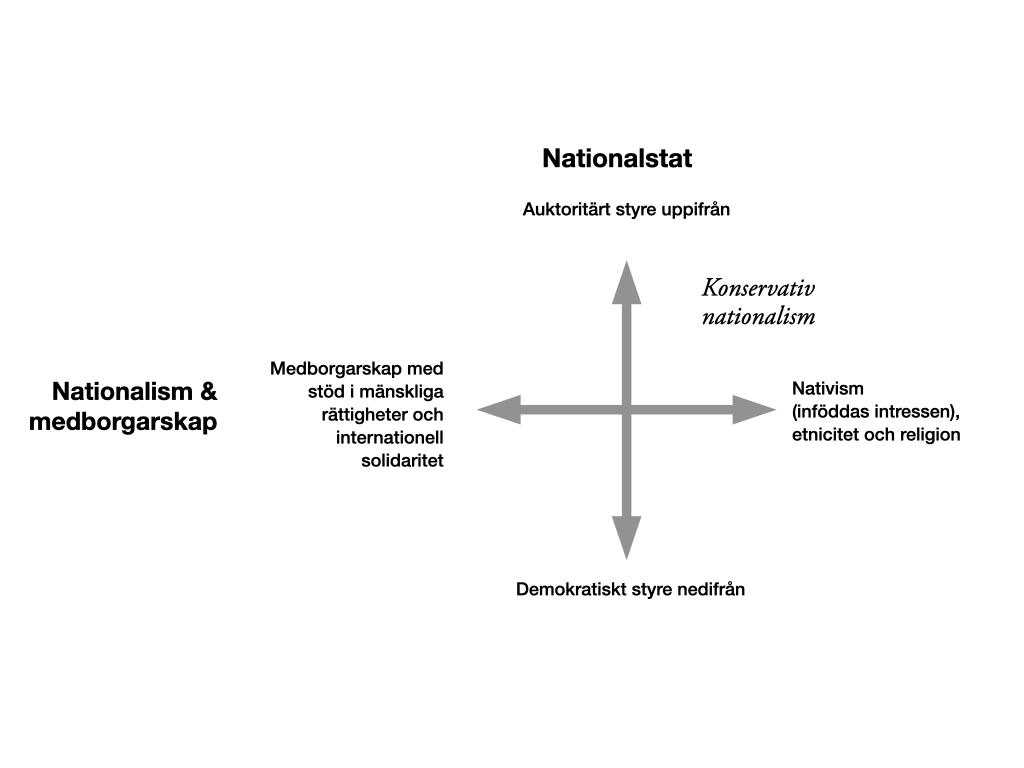 Nationalstat
Auktoritärt styre uppifrån
Konservativ
nationalism
Nationalism &
medborgarskap
Medborgarskap med
stöd i mänskliga
rättigheter och
internationell
solidaritet
Nativism
(inföddas intressen),
etnicitet och religion
Demokratiskt styre nedifrån